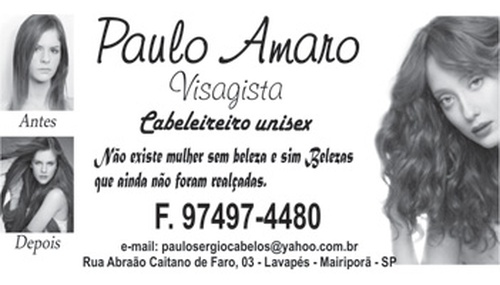 Paulo Amaro
Visagista
Cabeleireiro unisex
Antes
Não existe mulher sem beleza e sim Belezas
que ainda não foram realçadas.
F. 97497-4480
Depois
e-mail: paulosergiocabelos@yahoo.com.br
Rua Abraão Caitano de Faro, 03 - Lavapés - Mairiporã - SP